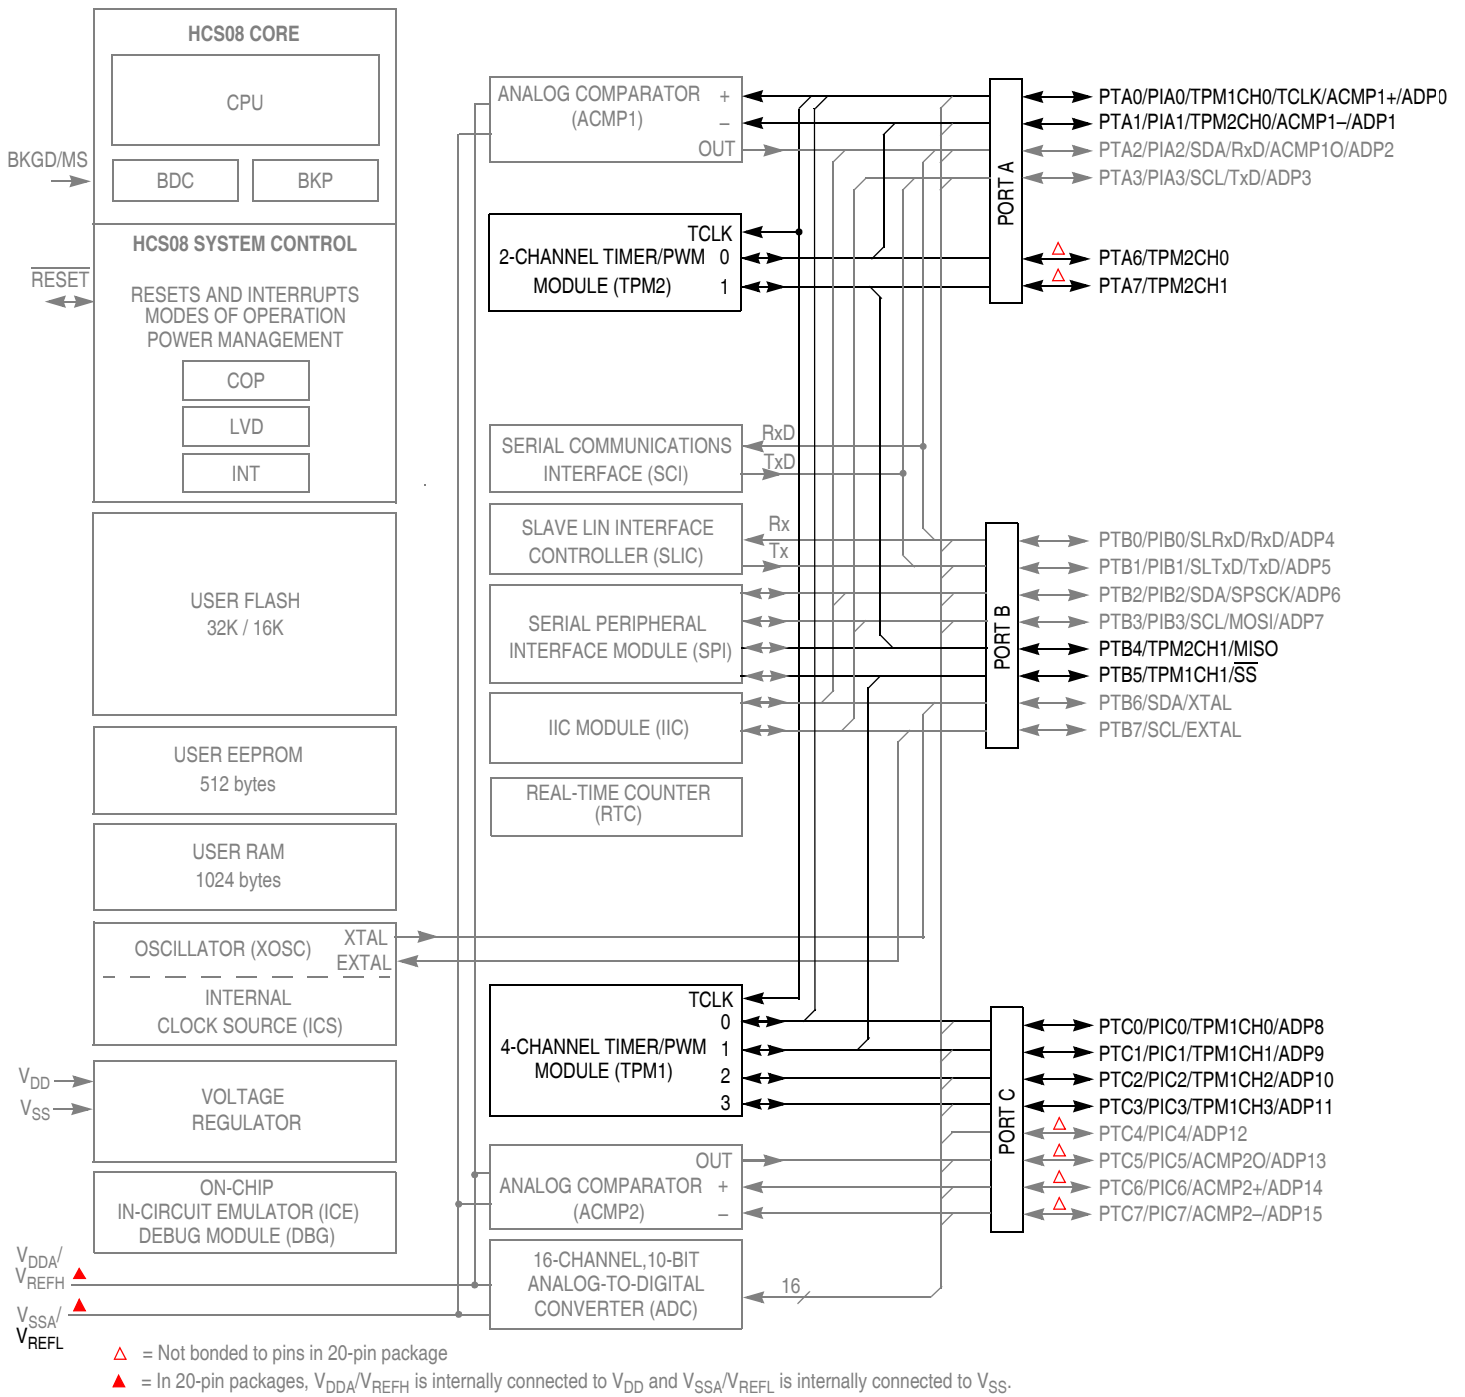 HCS08 CORE
CPU
BDC
BKP
BKGD/MS
HCS08 SYSTEM CONTROL
RESET
RESETS AND INTERRUPTS
MODES OF OPERATION
POWER MANAGEMENT
COP
LVD
INT
USER FLASH
32K / 16K
USER EEPROM
512 bytes
USER RAM
1024 bytes
OSCILLATOR (XOSC)
XTAL
EXTAL
INTERNAL
CLOCK SOURCE (ICS)
VDD
VSS
VOLTAGE
REGULATOR
ON-CHIP
IN-CIRCUIT EMULATOR (ICE)
DEBUG MODULE (DBG)
VDDA/
VREFH
VSSA/
VREFL
ANALOG COMPARATOR
(ACMP1)
+
–
OUT
TCLK
2-CHANNEL TIMER/PWM 0
MODULE (TPM2) 1
SERIAL COMMUNICATIONS
INTERFACE (SCI)
RxD
TxD
SLAVE LIN INTERFACE
CONTROLLER (SLIC)
Rx
Tx
SERIAL PERIPHERAL
INTERFACE MODULE (SPI)
IIC MODULE (IIC)
REAL-TIME COUNTER
(RTC)
TCLK
0
4-CHANNEL TIMER/PWM 1
MODULE (TPM1) 2
3
OUT
ANALOG COMPARATOR +
(ACMP2) –
16-CHANNEL,10-BIT
ANALOG-TO-DIGITAL
CONVERTER (ADC)
16
PORT A
PTA0/PIA0/TPM1CH0/TCLK/ACMP1+/ADP0
PTA1/PIA1/TPM2CH0/ACMP1–/ADP1
PTA2/PIA2/SDA/RxD/ACMP1O/ADP2
PTA3/PIA3/SCL/TxD/ADP3
PTA6/TPM2CH0
PTA7/TPM2CH1
PORT B
PTB0/PIB0/SLRxD/RxD/ADP4
PTB1/PIB1/SLTxD/TxD/ADP5
PTB2/PIB2/SDA/SPSCK/ADP6
PTB3/PIB3/SCL/MOSI/ADP7
PTB4/TPM2CH1/MISO
PTB5/TPM1CH1/SS
PTB6/SDA/XTAL
PTB7/SCL/EXTAL
PORT C
PTC0/PIC0/TPM1CH0/ADP8
PTC1/PIC1/TPM1CH1/ADP9
PTC2/PIC2/TPM1CH2/ADP10
PTC3/PIC3/TPM1CH3/ADP11
PTC4/PIC4/ADP12
PTC5/PIC5/ACMP2O/ADP13
PTC6/PIC6/ACMP2+/ADP14
PTC7/PIC7/ACMP2–/ADP15
△ = Not bonded to pins in 20-pin package
▲ = In 20-pin packages, VDDA/VREFH is internally connected to VDD and VSSA/VREFL is internally connected to VSS.